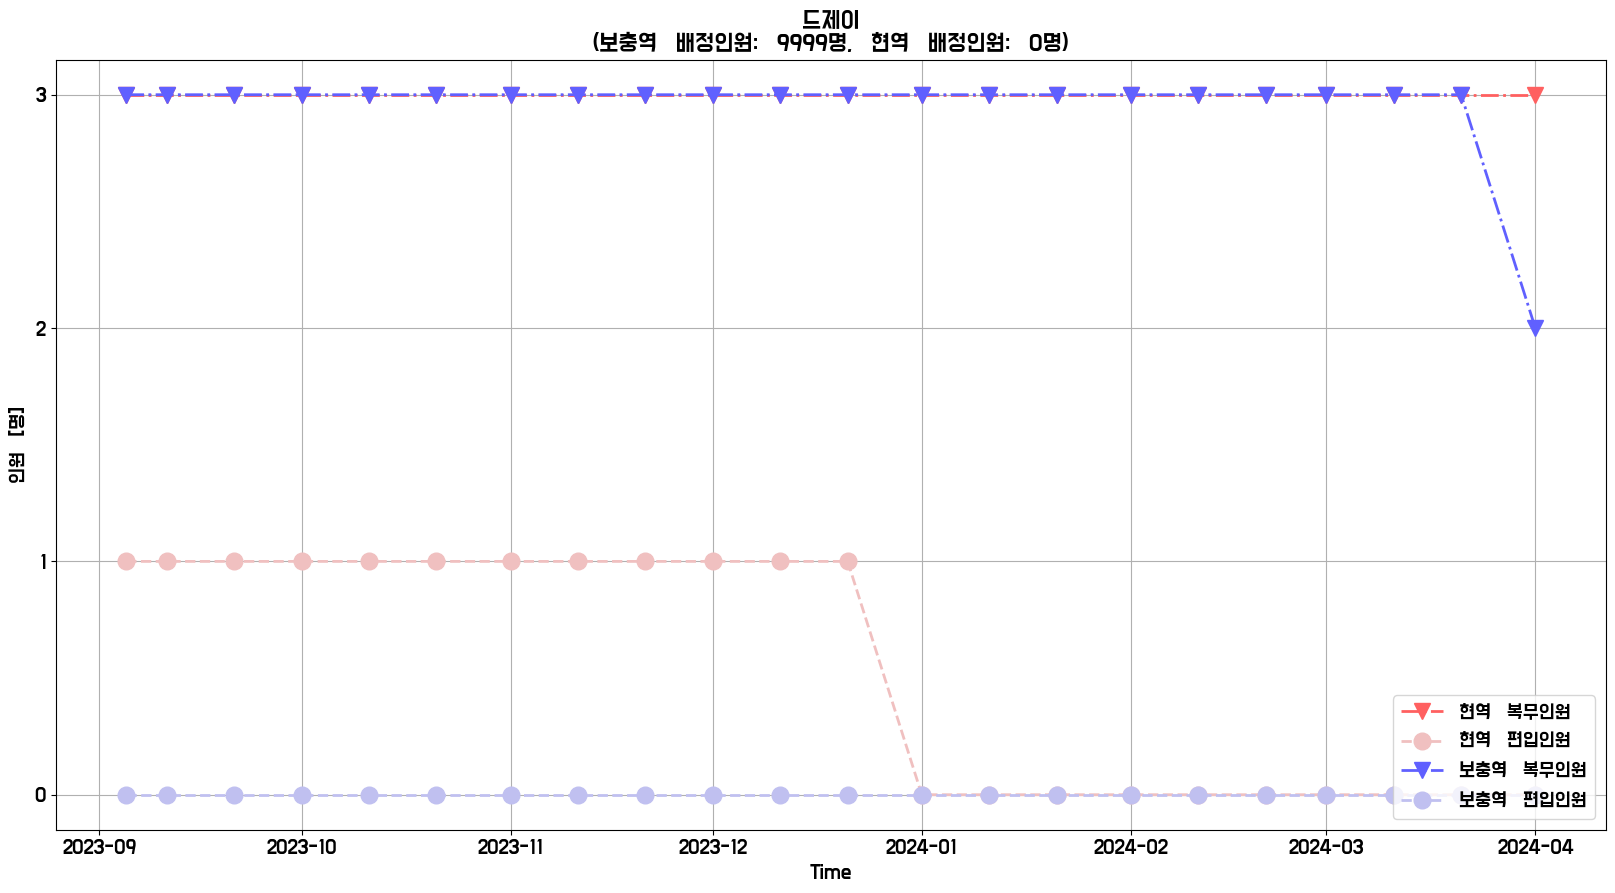 드제이
(보충역 배정인원: 9999명, 현역 배정인원: 0명)
3
2
1
0
인원 [명]
2023-09 2023-10 2023-11 2023-12 2024-01 2024-02 2024-03 2024-04
Time
현역 복무인원
현역 편입인원
보충역 복무인원
보충역 편입인원